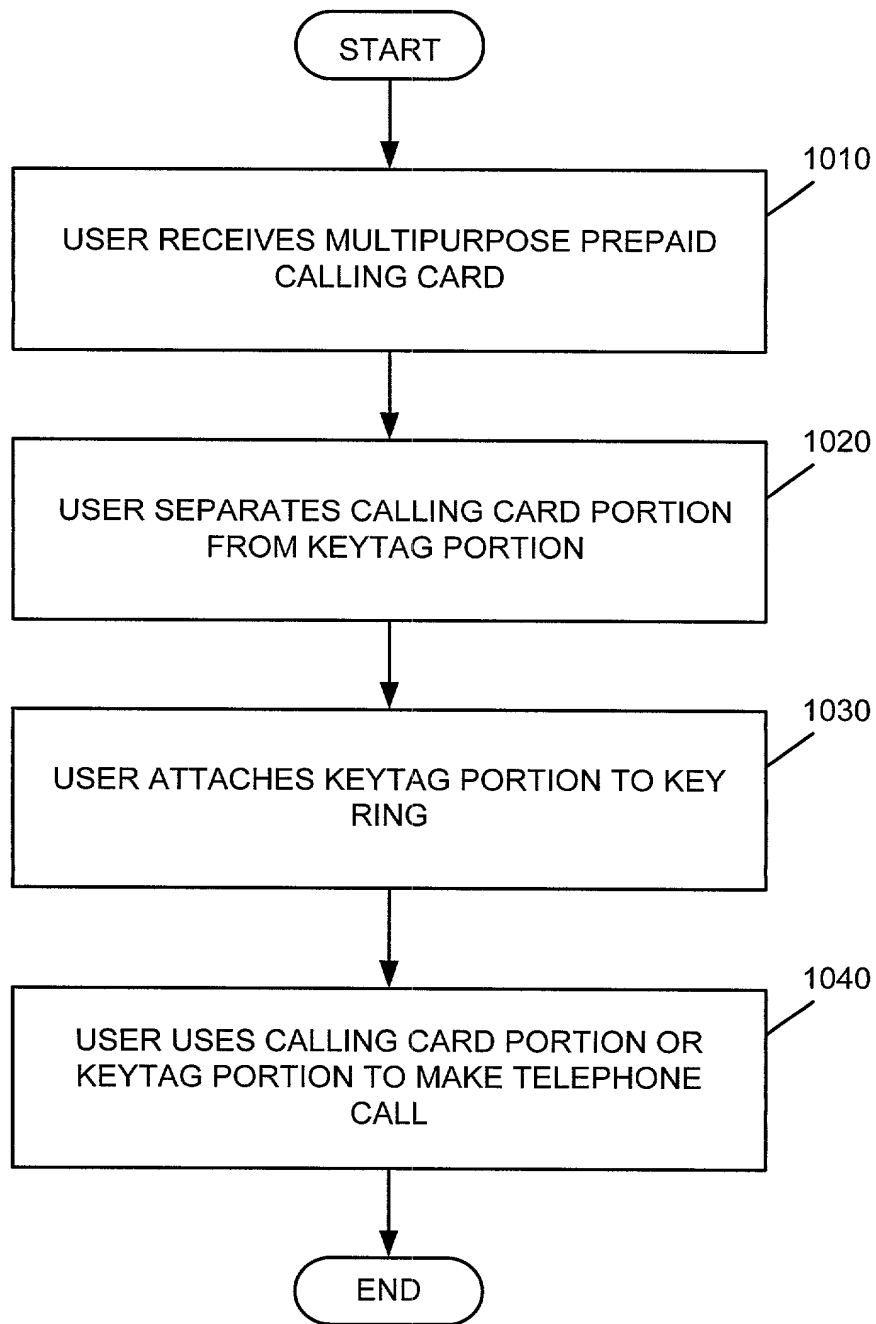 START
1010
USER RECEIVES MULTIPURPOSE PREPAID
CALLING CARD
1020
USER SEPARATES CALLING CARD PORTION
FROM KEYTAG PORTION
1030
USER ATTACHES KEYTAG PORTION TO KEY
RING
1040
USER USES CALLING CARD PORTION OR
KEYTAG PORTION TO MAKE TELEPHONE
CALL
END